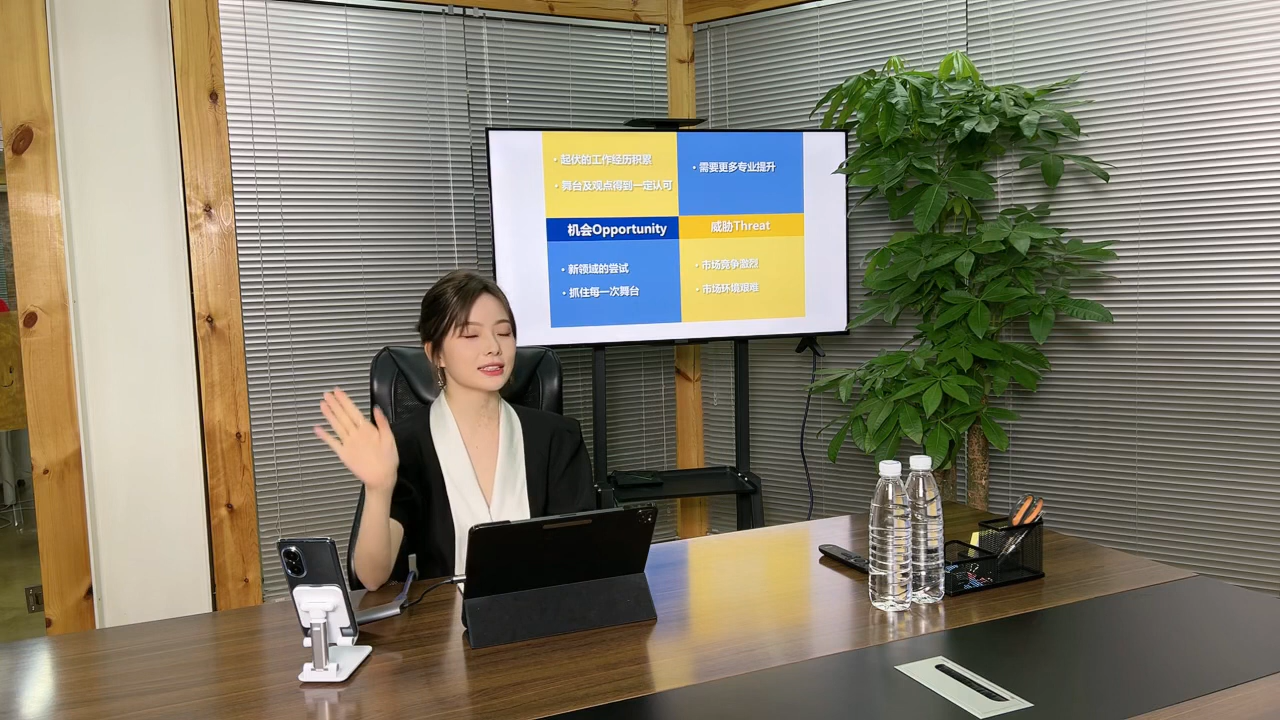 • 起伏的工作经历积累
• 舞台及观点得到一定认可
• 需要更多专业提升
机会Opportunity
威胁Threat
• 新领域的尝试
• 抓住每一次舞台
• 市场竞争激烈
• 市场环境艰难